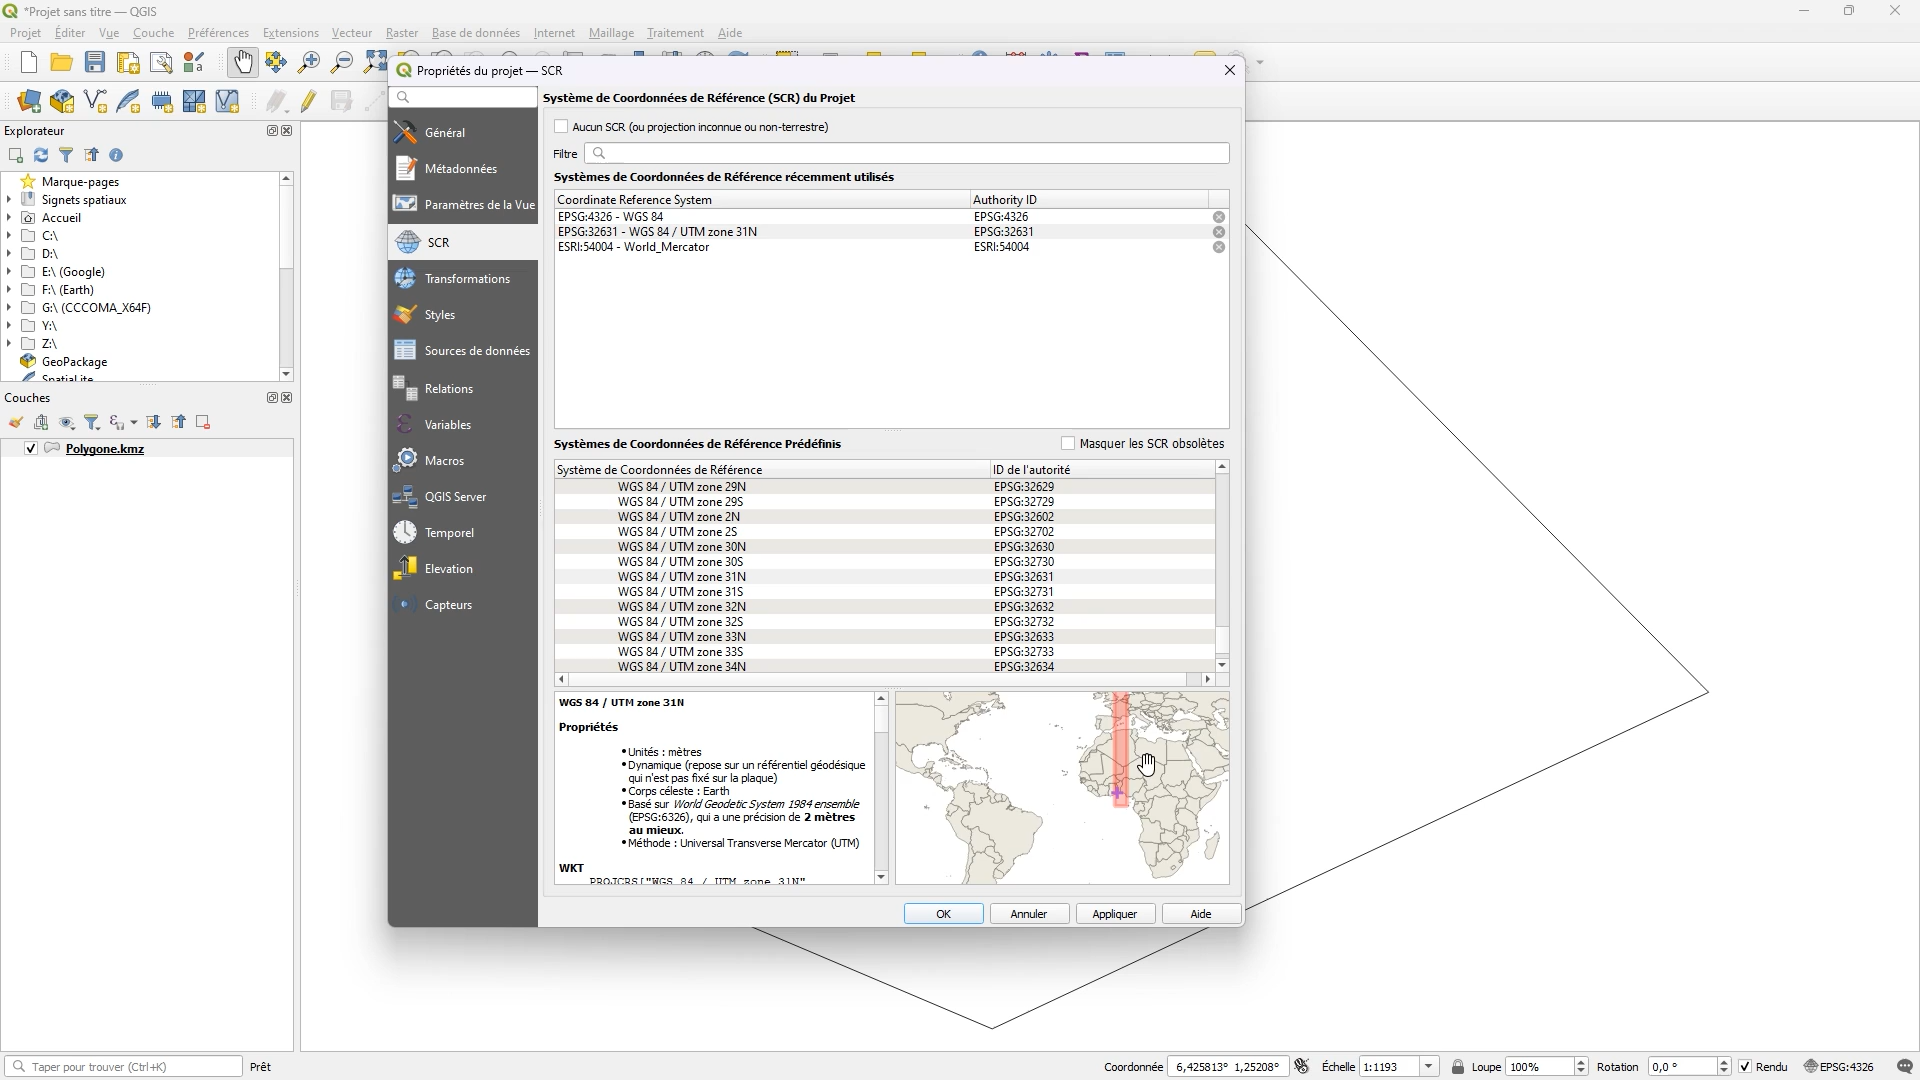 *Projet sans titre — QGIS
Projet Éditer Vue Couche Préférences Extensions Vecteur Raster Base de données Internet Maillage Traitement Aide
Propriétés du projet — SCR
Explorateur
Marque-pages
Signets spatiaux
Accueil
C:\
D:\
E:\ (Google)
F:\ (Earth)
G:\ (CCCOMA_X64F)
Y:\
Z:\
GeoPackage
SpatiaLite
Couches
Polygone.kmz
Général
Métadonnées
Paramètres de la Vue
SCR
Transformations
Styles
Sources de données
Relations
Variables
Macros
QGIS Server
Temporel
Elevation
Capteurs
Système de Coordonnées de Référence (SCR) du Projet
Aucun SCR (ou projection inconnue ou non-terrestre)
Filtre
Systèmes de Coordonnées de Référence récemment utilisés
Coordinate Reference System Authority ID
EPSG:4326 - WGS 84 EPSG:4326
EPSG:32631 - WGS 84 / UTM zone 31N EPSG:32631
ESRI:54004 - World_Mercator ESRI:54004
Systèmes de Coordonnées de Référence Prédéfinis Masquer les SCR obsolètes
Système de Coordonnées de Référence ID de l'autorité
WGS 84 / UTM zone 29N EPSG:32629
WGS 84 / UTM zone 29S EPSG:32729
WGS 84 / UTM zone 2N EPSG:32602
WGS 84 / UTM zone 2S EPSG:32702
WGS 84 / UTM zone 30N EPSG:32630
WGS 84 / UTM zone 30S EPSG:32730
WGS 84 / UTM zone 31N EPSG:32631
WGS 84 / UTM zone 31S EPSG:32731
WGS 84 / UTM zone 32N EPSG:32632
WGS 84 / UTM zone 32S EPSG:32732
WGS 84 / UTM zone 33N EPSG:32633
WGS 84 / UTM zone 33S EPSG:32733
WGS 84 / UTM zone 34N EPSG:32634
WGS 84 / UTM zone 31N
Propriétés
• Unités : mètres
• Dynamique (repose sur un référentiel géodésique
qui n'est pas fixé sur la plaque)
• Corps céleste : Earth
• Basé sur World Geodetic System 1984 ensemble
(EPSG:6326), qui a une précision de 2 mètres
au mieux.
• Méthode : Universal Transverse Mercator (UTM)
WKT
PROJCRS["WGS 84 / UTM zone 31N"
OK Annuler Appliquer Aide
Taper pour trouver (Ctrl+K) Prêt Coordonnée 6,425813° 1,25208° Échelle 1:1193 Loupe 100% Rotation 0,0 ° Rendu EPSG:4326